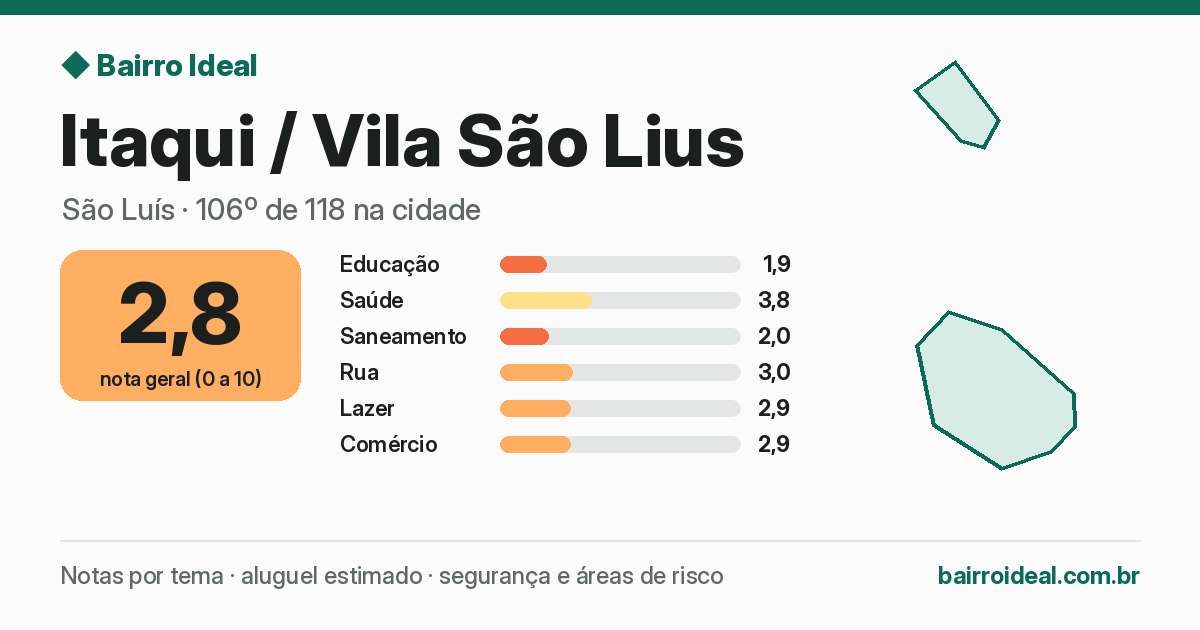 Bairro Ideal
Itaqui / Vila São Lius
São Luís · 106º de 118 na cidade
2,8
nota geral (0 a 10)
Educação 1,9
Saúde 3,8
Saneamento 2,0
Rua 3,0
Lazer 2,9
Comércio 2,9
Notas por tema · aluguel estimado · segurança e áreas de risco
bairroideal.com.br